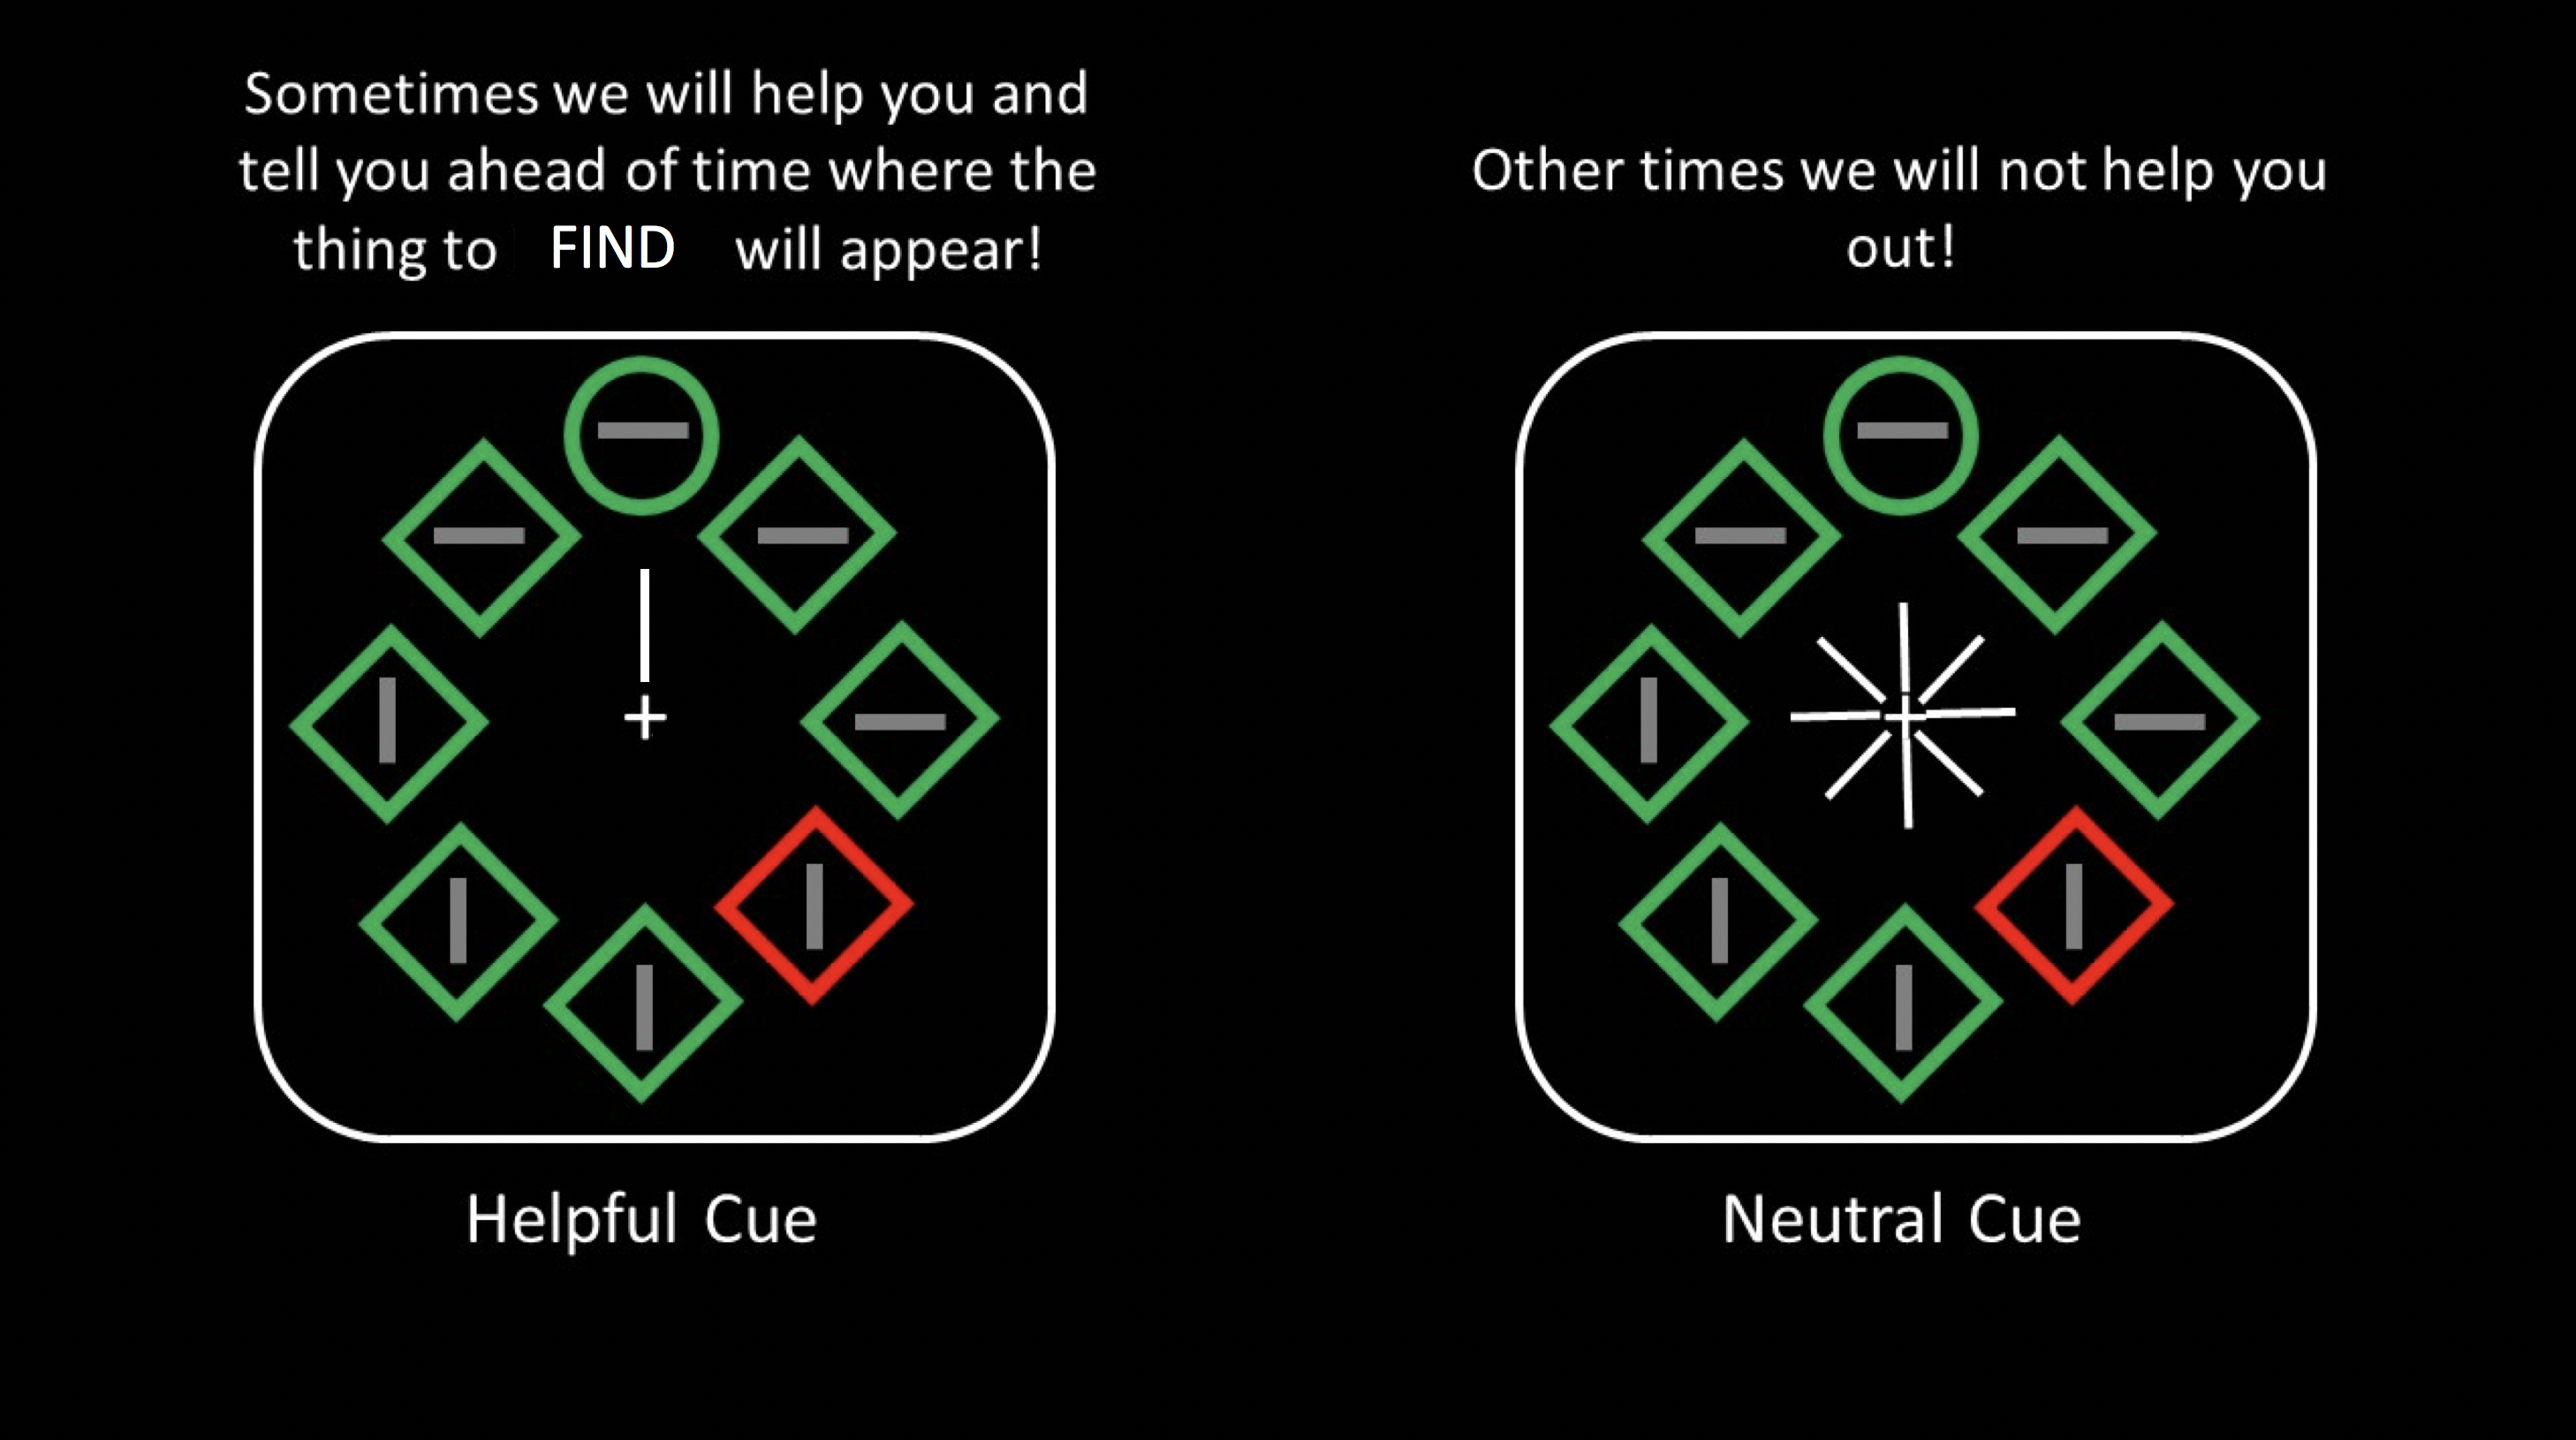 Sometimes we will help you and
tell you ahead of time where the
thing to FIND will appear!
Other times we will not help you
out!
Helpful Cue
Neutral Cue